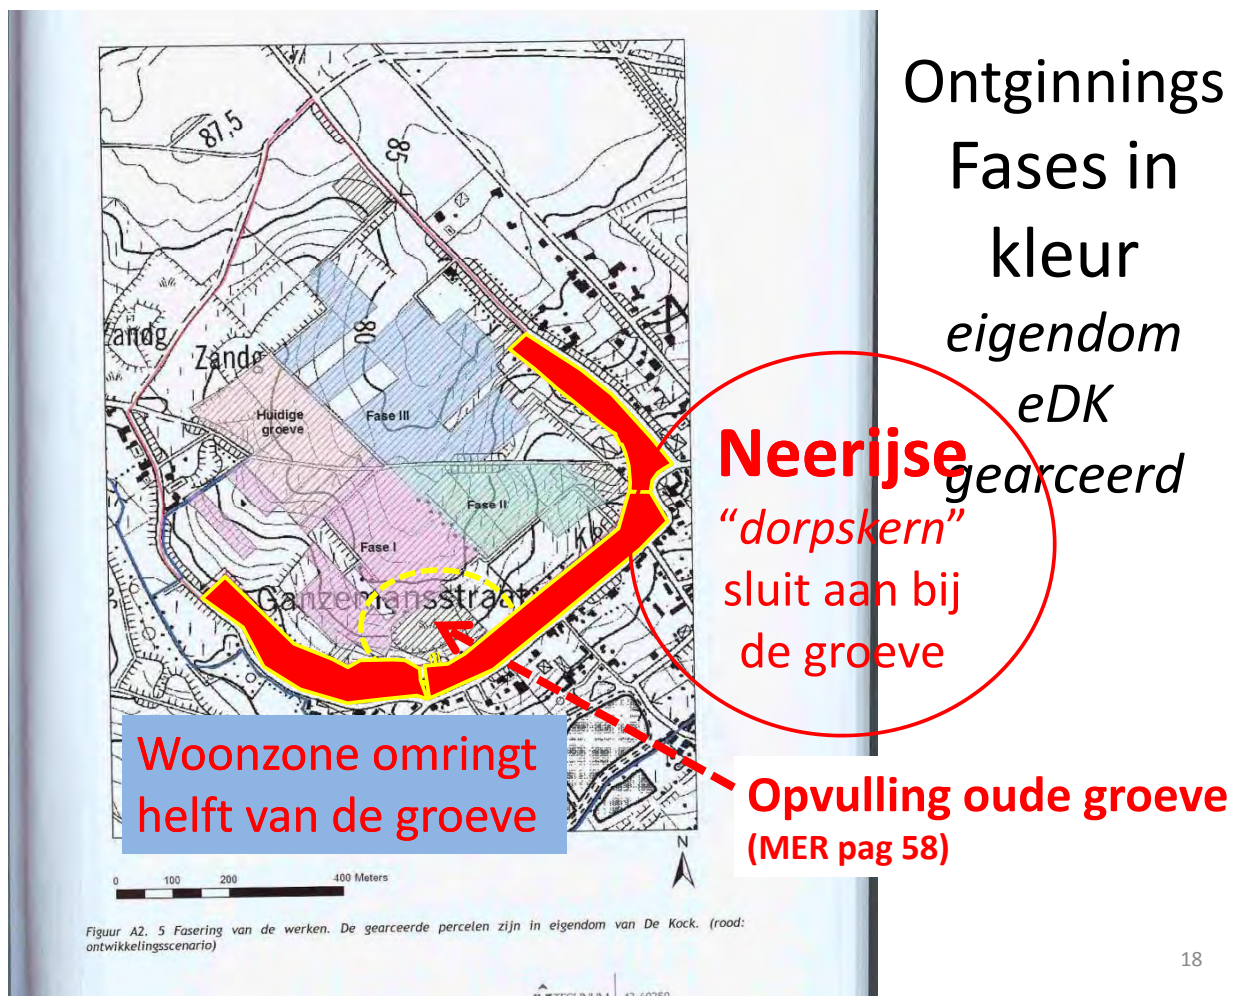 Ontginnings
Fases in
kleur
eigendom
eDK
gearceerd
87,5
85
80
Zandg
Zandg
Huidige
groeve
Fase III
Fase II
Fase I
Ganzemansstraat
Neerijse
“dorpskern”
sluit aan bij
de groeve
Woonzone omringt
helft van de groeve
Opvulling oude groeve
(MER pag 58)
N
0 100 200 400 Meters
Figuur A2. 5 Fasering van de werken. De gearceerde percelen zijn in eigendom van De Kock. (rood:
ontwikkelingsscenario)
18